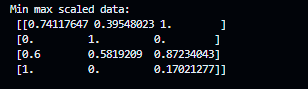 Min max scaled data:
[[0.74117647 0.39548023 1.        ]
[0.         1.         0.        ]
[0.6        0.5819209  0.87234043]
[1.         0.         0.17021277]]